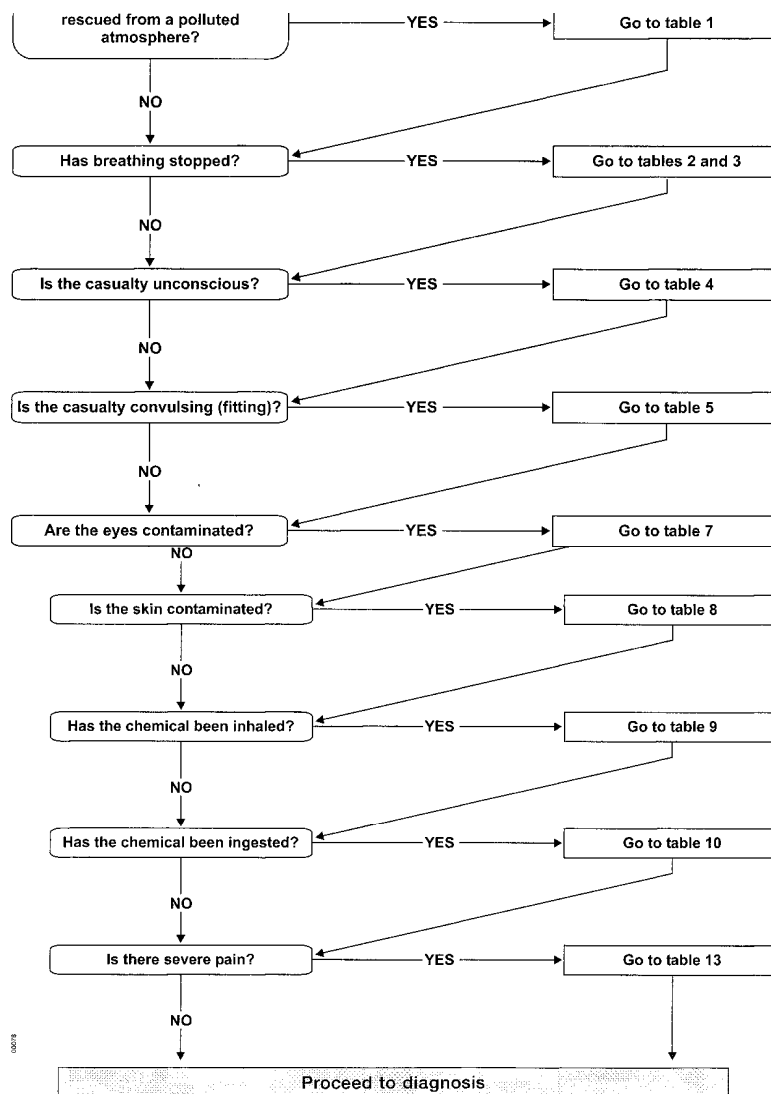 rescued from a polluted
atmosphere?
YES
Go to table 1
NO
Has breathing stopped?
YES
Go to tables 2 and 3
NO
Is the casualty unconscious?
YES
Go to table 4
NO
Is the casualty convulsing (fitting)?
YES
Go to table 5
NO
Are the eyes contaminated?
YES
Go to table 7
NO
Is the skin contaminated?
YES
Go to table 8
NO
Has the chemical been inhaled?
YES
Go to table 9
NO
Has the chemical been ingested?
YES
Go to table 10
NO
Is there severe pain?
YES
Go to table 13
NO
Proceed to diagnosis